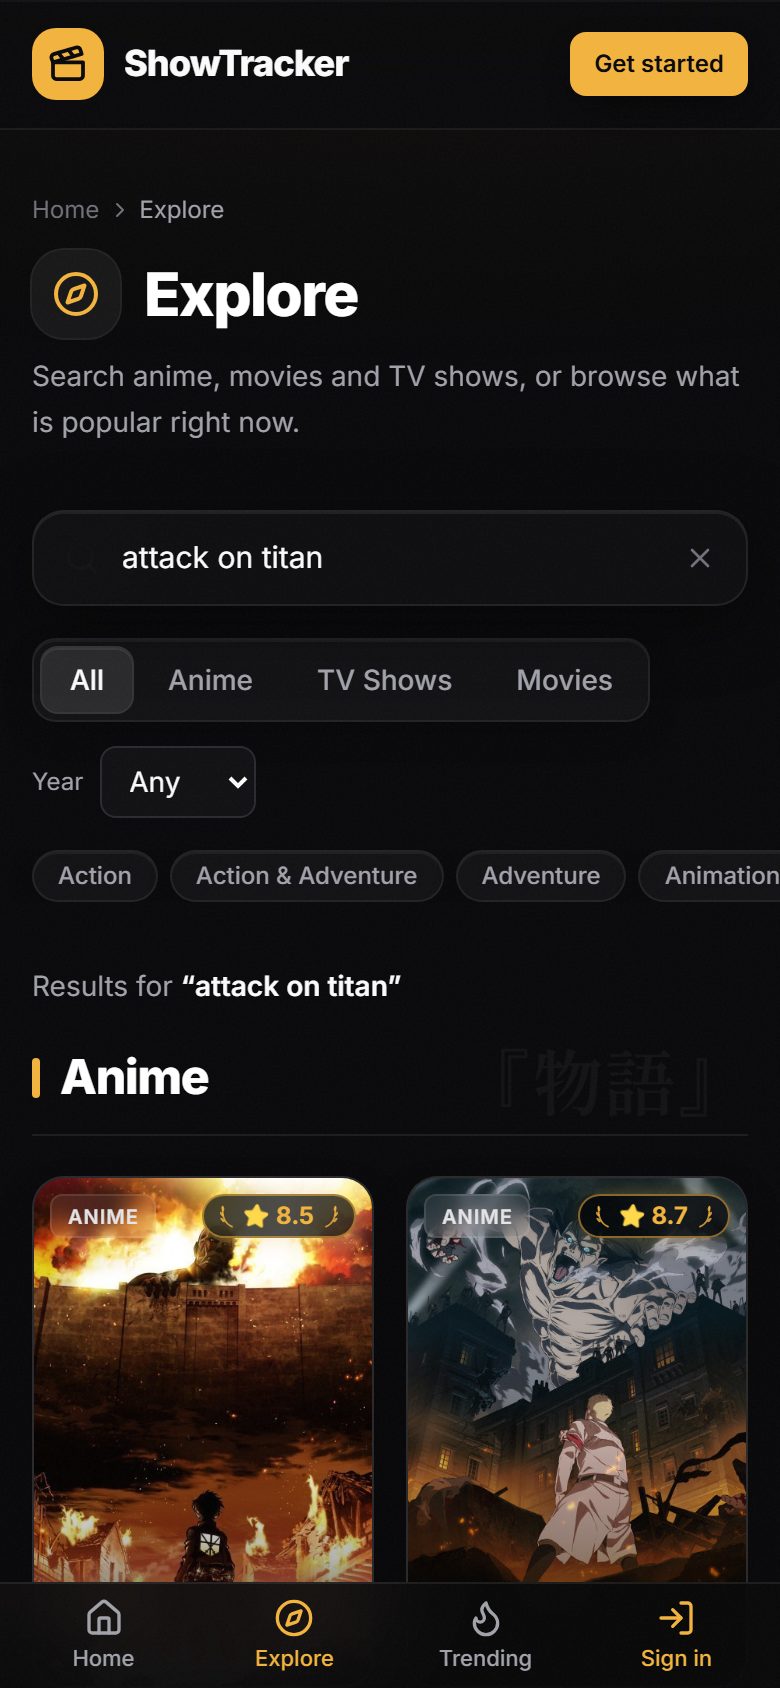 ShowTracker
Get started
Home > Explore
Explore
Search anime, movies and TV shows, or browse what
is popular right now.
attack on titan
All Anime TV Shows Movies
Year Any
Action Action & Adventure Adventure Animation
Results for “attack on titan”
Anime
『物語』
ANIME 8.5
ANIME 8.7
Home Explore Trending Sign in